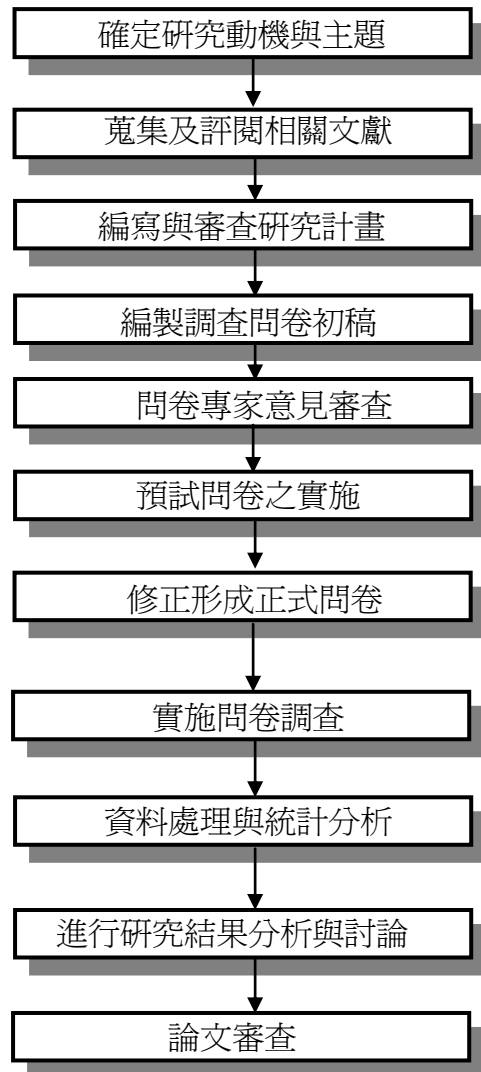 確定研究動機與主題
蒐集及評閱相關文獻
編寫與審查研究計畫
編製調查問卷初稿
問卷專家意見審查
預試問卷之實施
修正形成正式問卷
實施問卷調查
資料處理與統計分析
進行研究結果分析與討論
論文審查